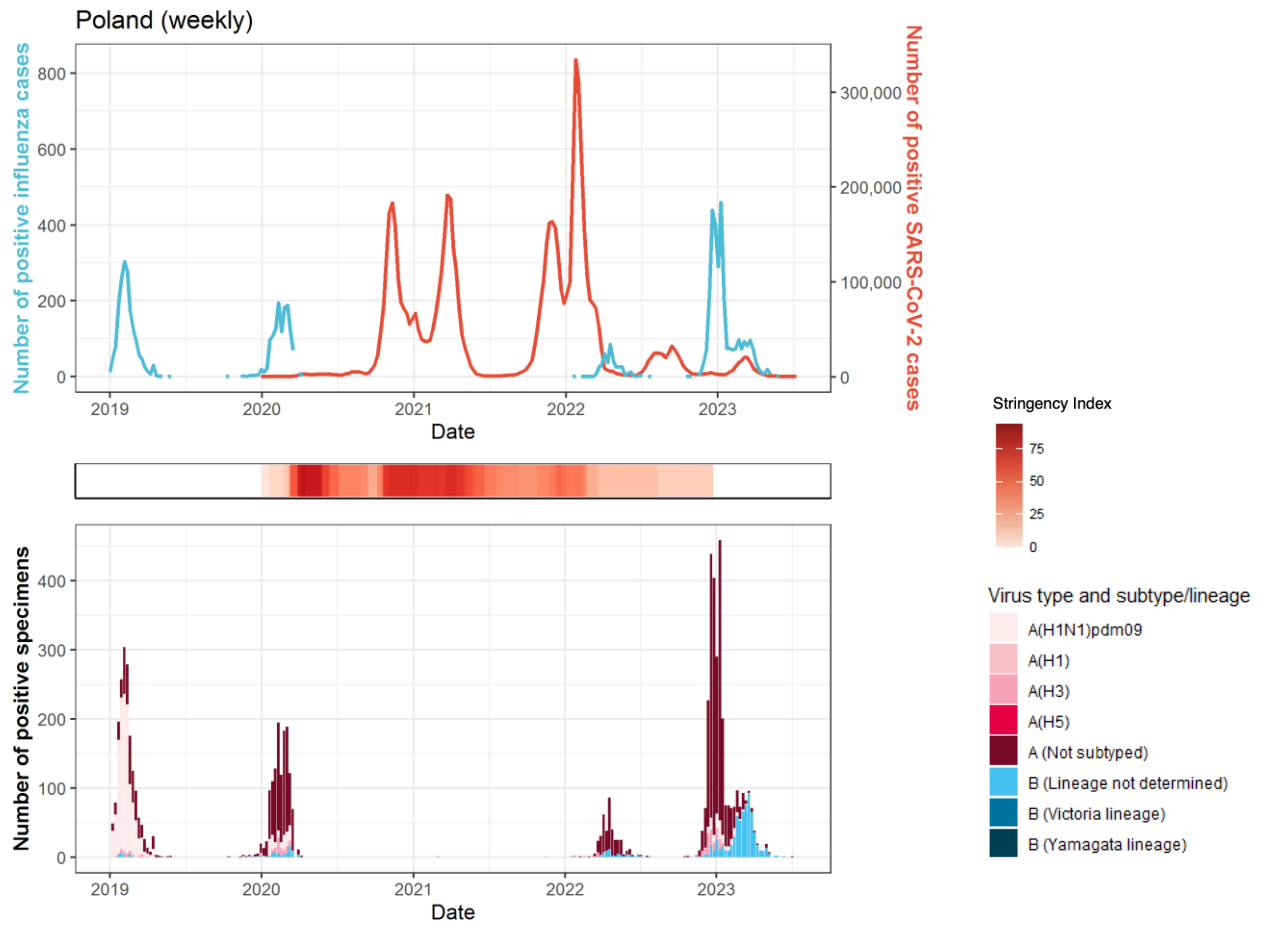 Poland (weekly)
Number of positive influenza cases
800
600
400
200
0
300,000
200,000
100,000
0
Number of positive SARS-CoV-2 cases
2019
2020
2021
2022
2023
Date
Stringency Index
75
50
25
0
Number of positive specimens
400
300
200
100
0
2019
2020
2021
2022
2023
Date
Virus type and subtype/lineage
A(H1N1)pdm09
A(H1)
A(H3)
A(H5)
A (Not subtyped)
B (Lineage not determined)
B (Victoria lineage)
B (Yamagata lineage)